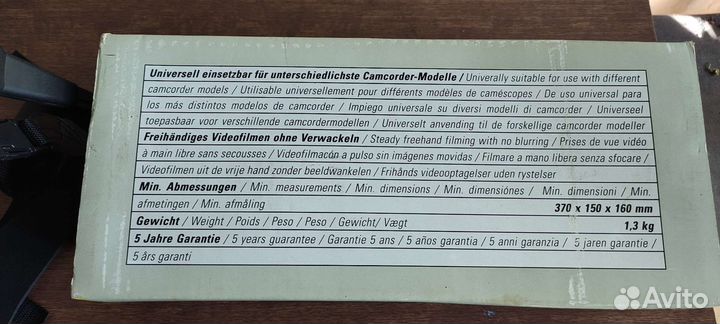 Universell einsetzbar für unterschiedlichste Camcorder-Modelle / Univerally suitable for use with different
camcorder models / Utilisable universellement pour différents modèles de caméscopes / De uso universal para
los más distintos modelos de camcorder / Impiego universale su diversi modelli di camcorder / Universeel
toepasbaar voor verschillende camcordermodellen / Universelt anvending til de forskellige camcorder modeller
Freihändiges Videofilmen ohne Verwackeln / Steady freehand filming with no blurring / Prises de vue vidéo
à main libre sans secousses / Videofilmacón a pulso sin imágenes movidas / Filmare a mano libera senza sfocare /
Videofilmen uit de vrije hand zonder beeldwankelen / Frihånds videooptagelser uden rystelser
Min. Abmessungen / Min. measurements / Min. dimensions / Min. dimensiónes / Min. dimensioni / Min.
afmetingen / Min. afmåling 370 x 150 x 160 mm
Gewicht / Weight / Poids / Peso / Peso / Gewicht/ Vægt 1,3 kg
5 Jahre Garantie / 5 years guarantee / Garantie 5 ans / 5 años garantía / 5 anni garanzia / 5 jaren garantie /
5 års garanti
Avito